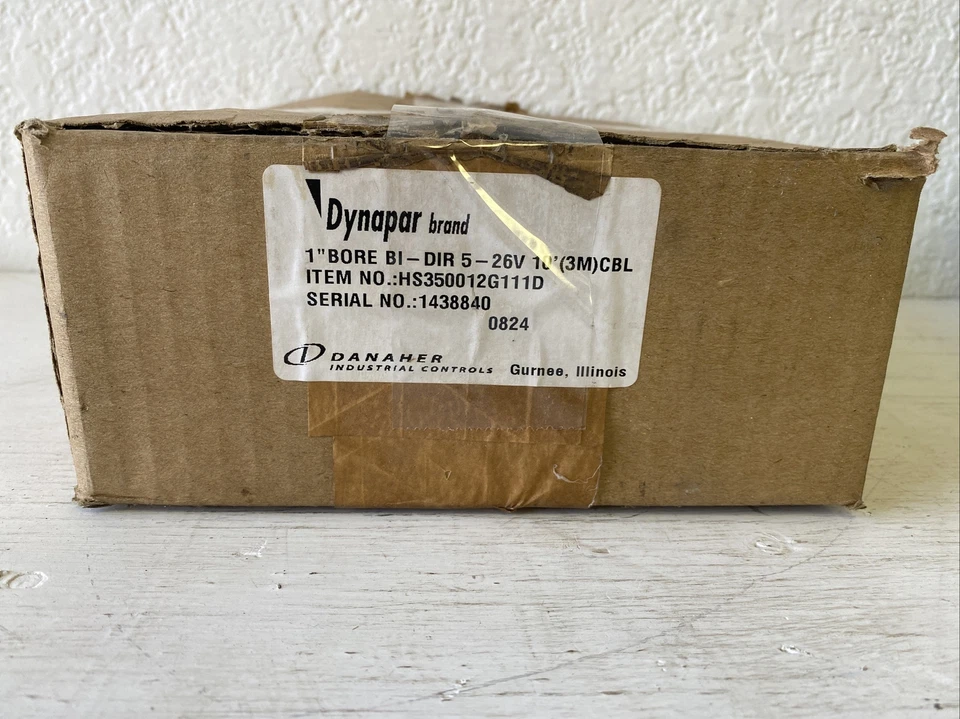 Dynapar brand
1"BORE BI-DIR 5-26V 10'(3M)CBL
ITEM NO.:HS350012G111D
SERIAL NO.:1438840
0824
DANAHER
INDUSTRIAL CONTROLS Gurnee, Illinois